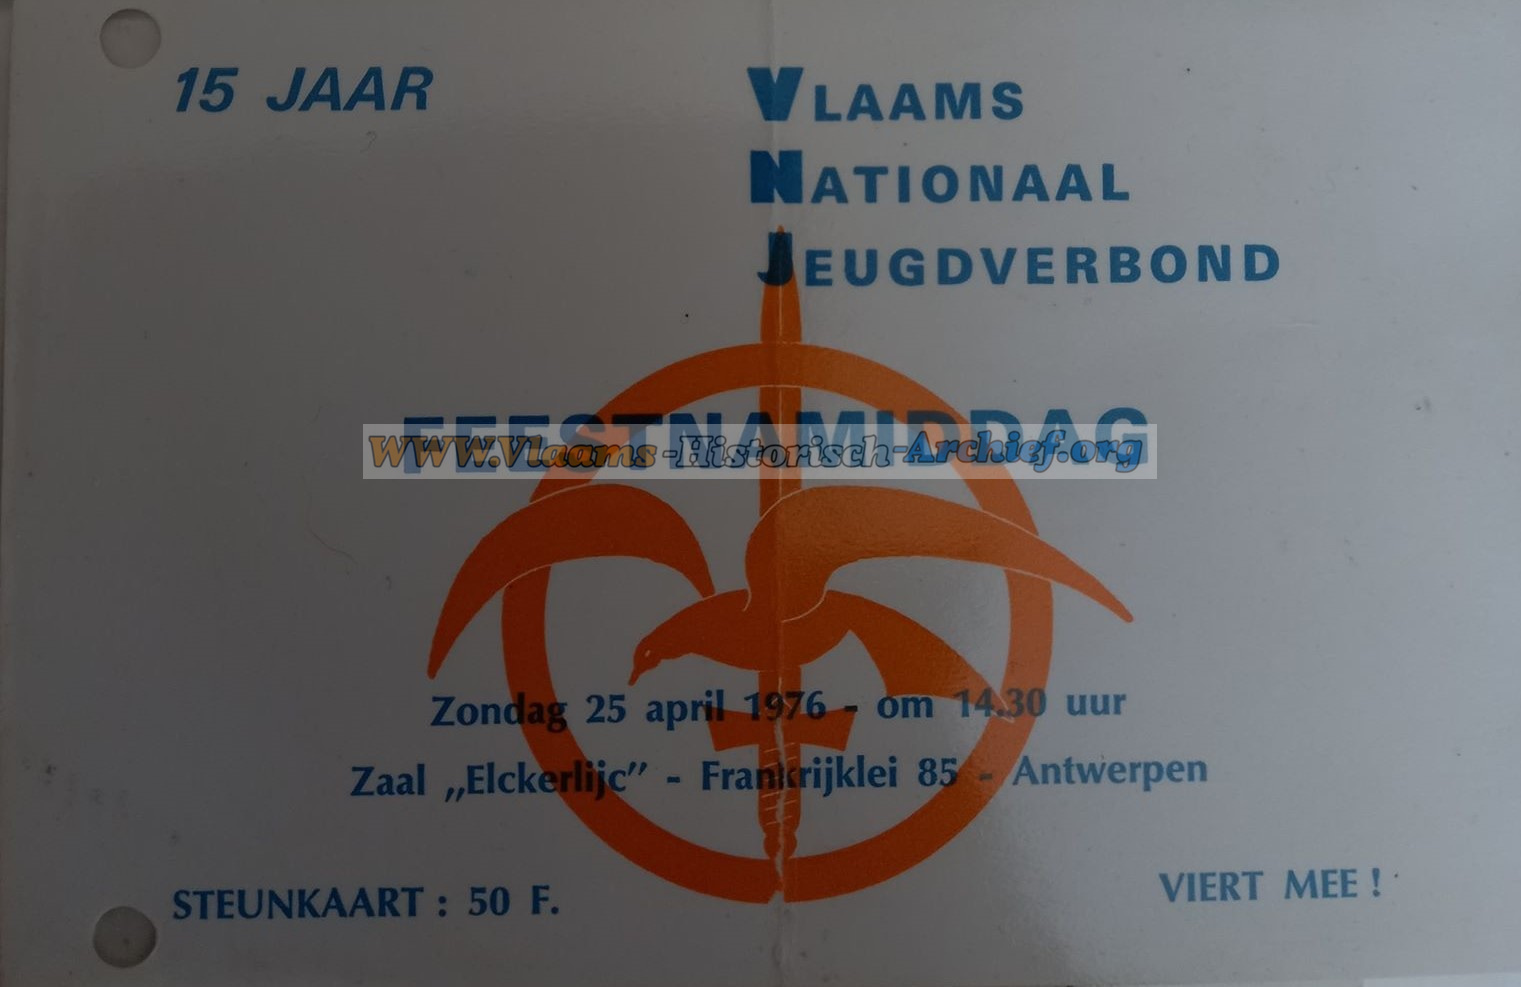 15 JAAR
VLAAMS
NATIONAAL
JEUGDVERBOND
FEESTNAMIDDAG
www.Vlaams-Historisch-Archief.org
Zondag 25 april 1976 - om 14.30 uur
Zaal „Elckerlijc" - Frankrijklei 85 - Antwerpen
STEUNKAART : 50 F.
VIERT MEE !